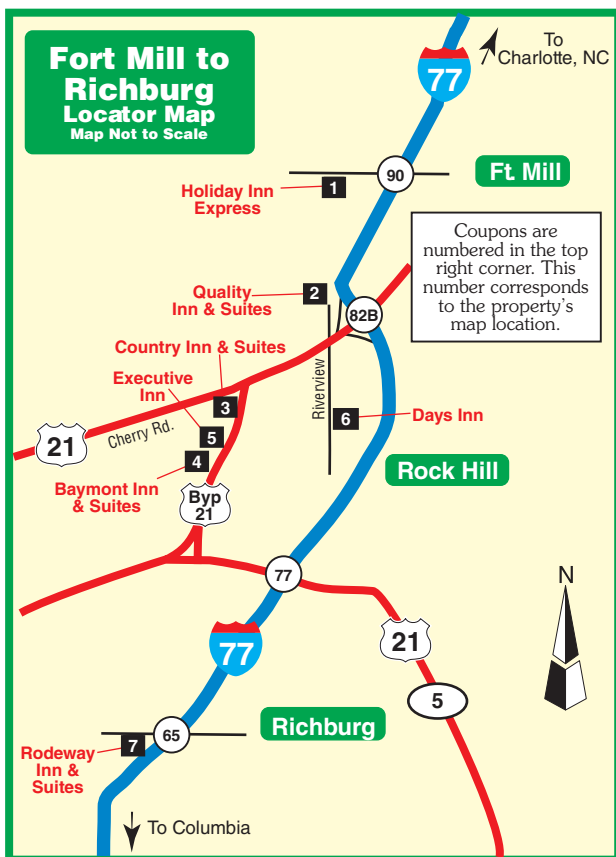 Fort Mill to
Richburg
Locator Map
Map Not to Scale
77
To
Charlotte, NC
90
Ft. Mill
1
Holiday Inn
Express
Coupons are
numbered in the top
right corner. This
number corresponds
to the property's
map location.
Quality
Inn & Suites
2
82B
Country Inn & Suites
Executive
Inn
3
Riverview
6
Days Inn
21
Cherry Rd.
5
4
Baymont Inn
& Suites
Rock Hill
Byp
21
77
N
77
21
5
Richburg
65
7
Rodeway
Inn &
Suites
To Columbia